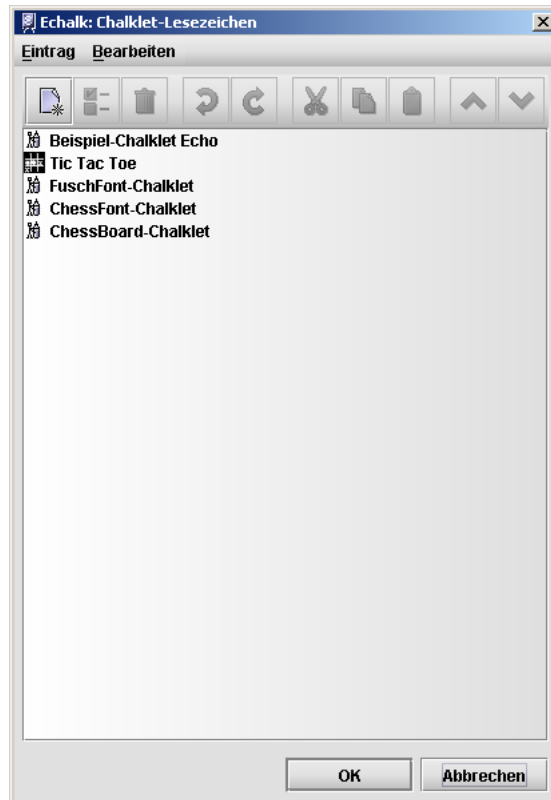 Echalk: Chalklet-Lesezeichen
Eintrag Bearbeiten
Beispiel-Chalklet Echo
Tic Tac Toe
FuschFont-Chalklet
ChessFont-Chalklet
ChessBoard-Chalklet
OK Abbrechen